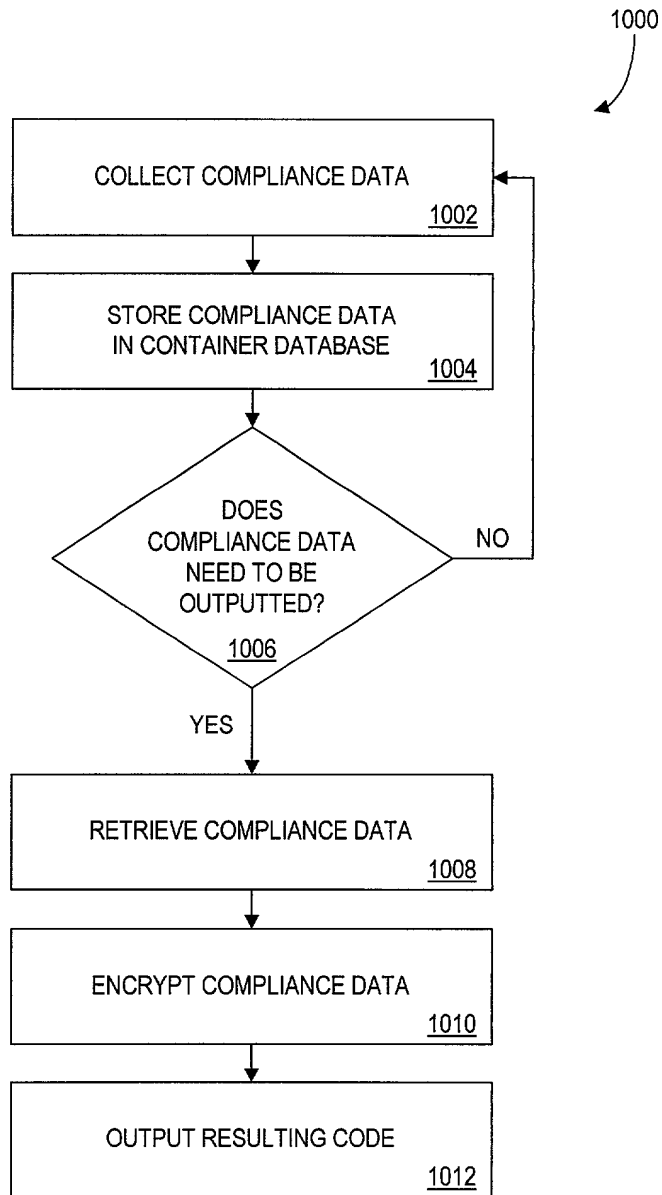 1000
COLLECT COMPLIANCE DATA
1002
STORE COMPLIANCE DATA
IN CONTAINER DATABASE
1004
DOES
COMPLIANCE DATA
NEED TO BE
OUTPUTTED?
1006
NO
YES
RETRIEVE COMPLIANCE DATA
1008
ENCRYPT COMPLIANCE DATA
1010
OUTPUT RESULTING CODE
1012